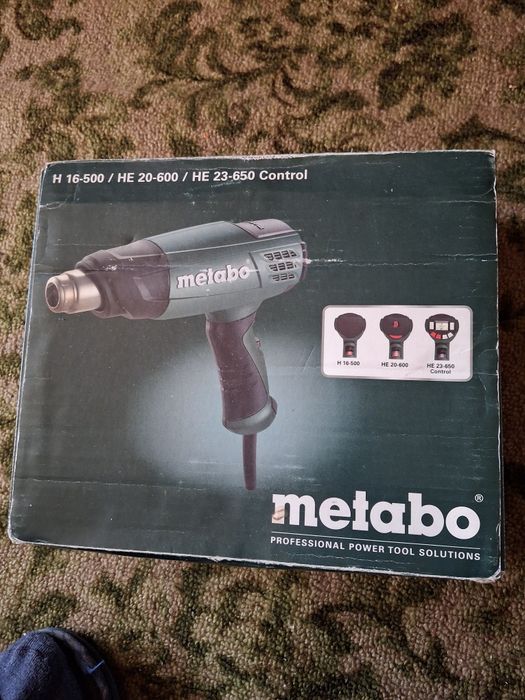 H 16-500 / HE 20-600 / HE 23-650 Control
metabo
H 16-500
HE 20-600
HE 23-650
Control
metabo®
PROFESSIONAL POWER TOOL SOLUTIONS